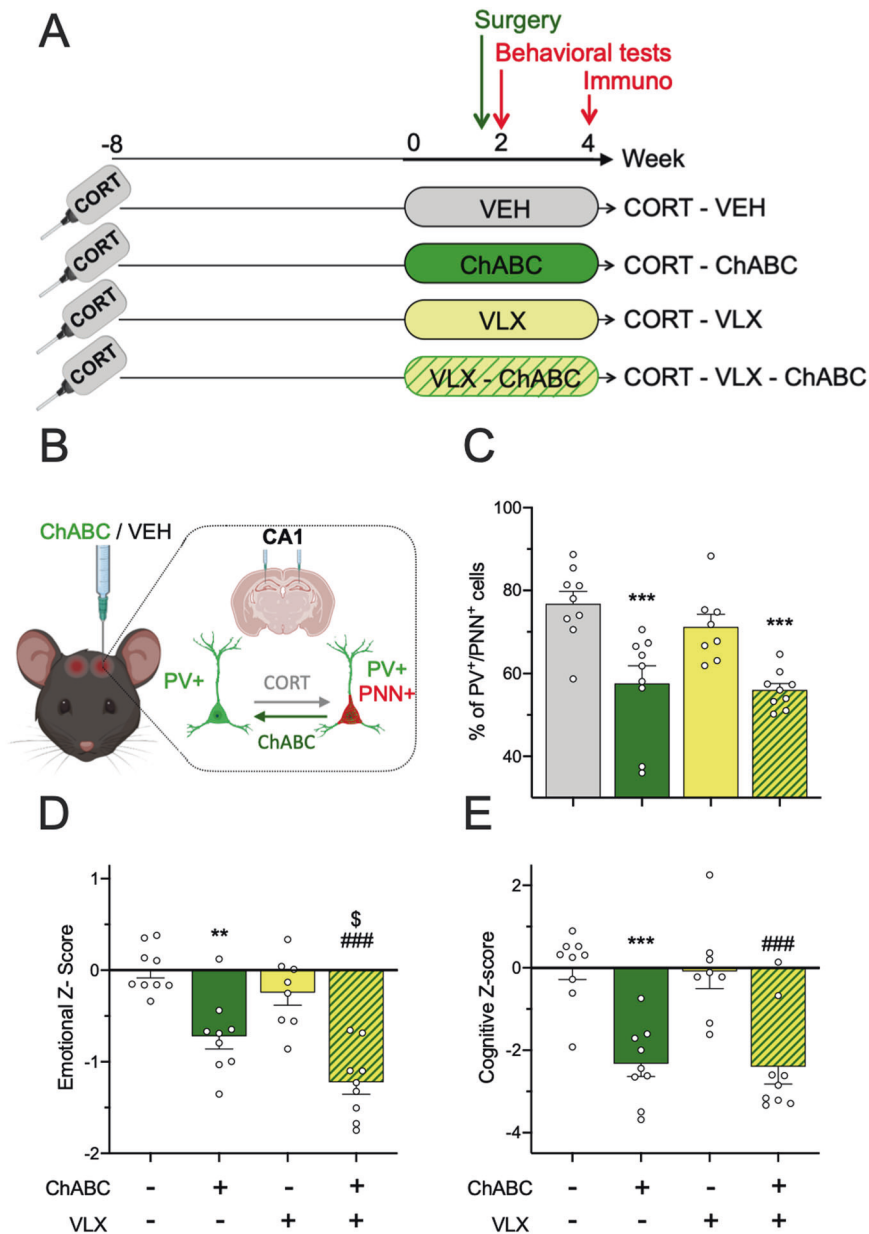 A
Surgery
Behavioral tests
Immuno
-8
0
2
4
Week
CORT
VEH
CORT - VEH
CORT
ChABC
CORT - ChABC
CORT
VLX
CORT - VLX
CORT
VLX - ChABC
CORT - VLX - ChABC
B
ChABC / VEH
CA1
PV+
CORT
ChABC
PV+
PNN+
C
% of PV⁺/PNN⁺ cells
100
80
60
40
***
***
D
Emotional Z- Score
1
0
-1
-2
**
$
###
ChABC - + - +
VLX - - + +
E
Cognitive Z-score
2
0
-2
-4
***
###
ChABC - + - +
VLX - - + +